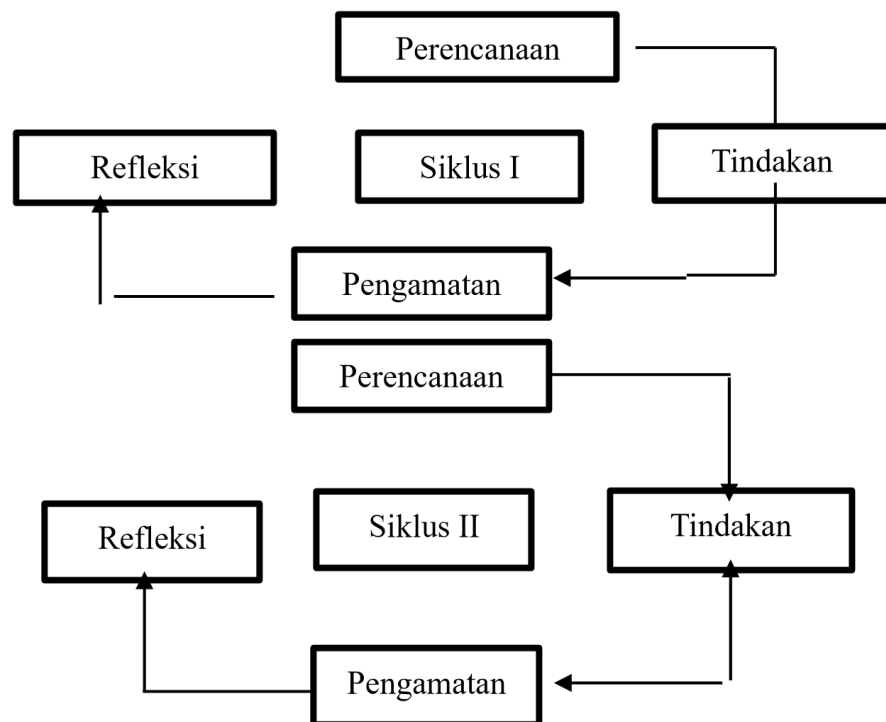 Perencanaan
Refleksi
Siklus I
Tindakan
Pengamatan
Perencanaan
Refleksi
Siklus II
Tindakan
Pengamatan